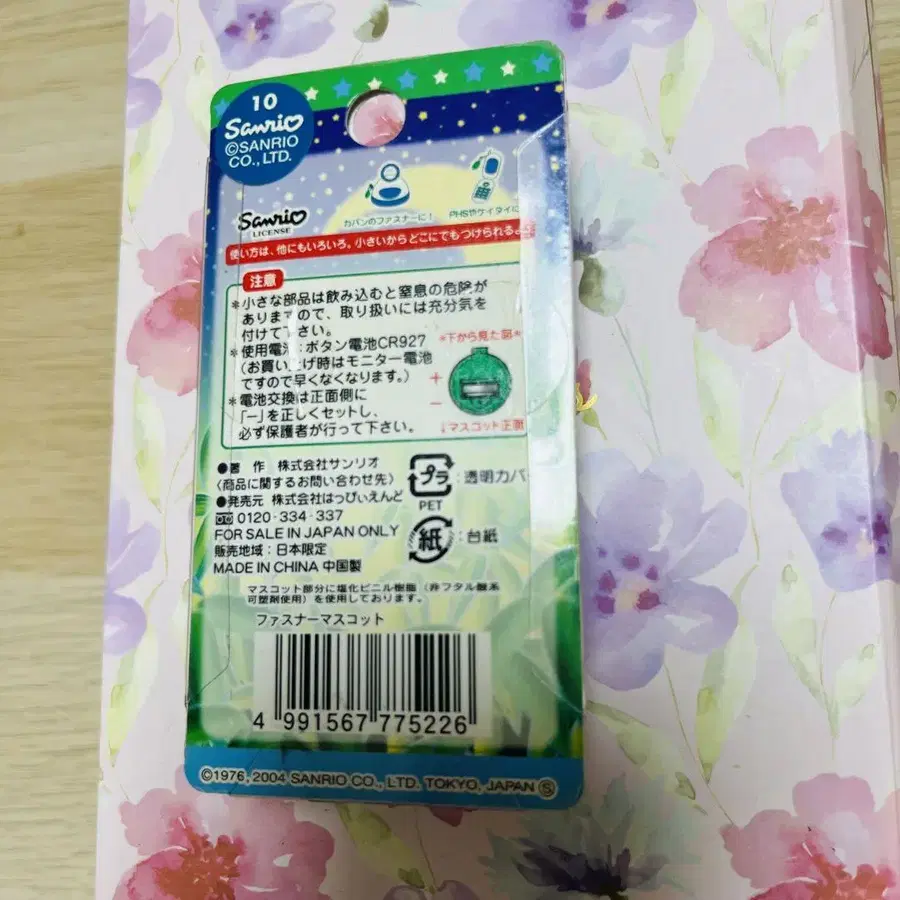 10
Sanrio
©SANRIO
CO., LTD.
Sanrio
LICENSE
カバンのファスナーに!
PHSやケイタイに
使い方は、他にもいろいろ。小さいからどこにでもつけられるよ
注意
*小さな部品は飲み込むと窒息の危険が
ありますので、取り扱いには充分気を
付けて下さい。
*使用電池:ボタン電池CR927
(お買い上げ時はモニター電池
ですので早くなくなります。)
*電池交換は正面側に
「ー」を正しくセットし、
必ず保護者が行って下さい。
*下から見た図*
+
−
↓マスコット正面
●著 作 株式会社サンリオ
〈商品に関するお問い合わせ先〉
●発売元 株式会社はっぴぃえんど
0120-334-337
FOR SALE IN JAPAN ONLY
販売地域:日本限定
MADE IN CHINA 中国製
プラ
:透明カバー
PET
紙
:台紙
マスコット部分に塩化ビニル樹脂(非フタル酸系
可塑剤使用)を使用しております。
ファスナーマスコット
4 991567 775226
©1976, 2004 SANRIO CO., LTD. TOKYO, JAPAN Ⓢ